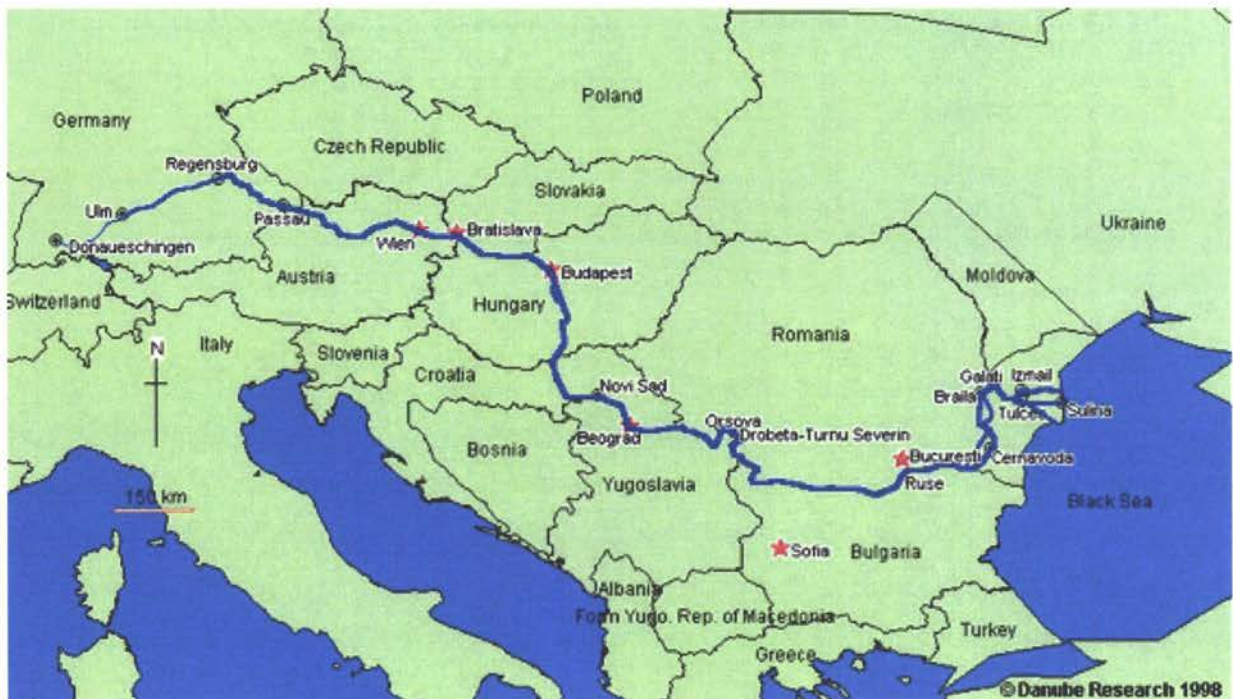 Poland
Germany
Czech Republic
Regensburg
Slovakia
Ulm
Passau
Wien
Bratislava
Ukraine
Donaueschingen
Austria
Budapest
Moldova
Switzerland
Hungary
N
Italy
Slovenia
Romania
Croatia
Novi Sad
Galati
Izmail
Braila
Tulcea
Sulina
Orsova
Beograd
Drobeta-Turnu Severin
Bosnia
Bucuresti
Cernavoda
Yugoslavia
Ruse
150 km
Black Sea
Sofia
Bulgaria
Albania
Form Yugo. Rep. of Macedonia
Turkey
Greece
© Danube Research 1998